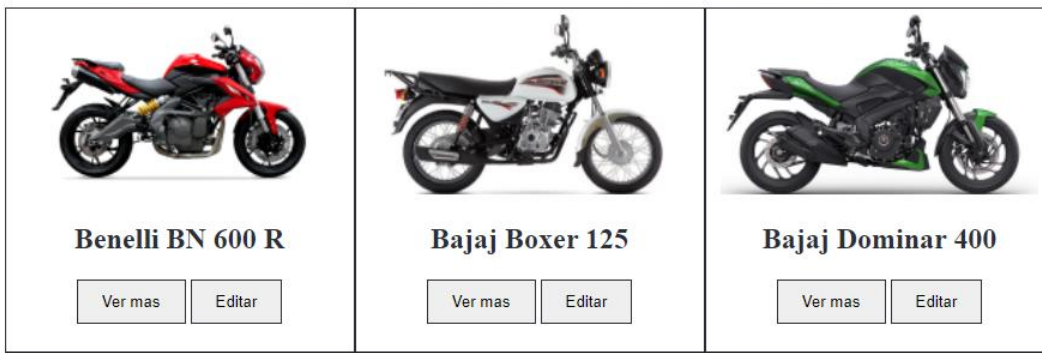 Benelli BN 600 R
Ver mas
Editar
Bajaj Boxer 125
Ver mas
Editar
Bajaj Dominar 400
Ver mas
Editar